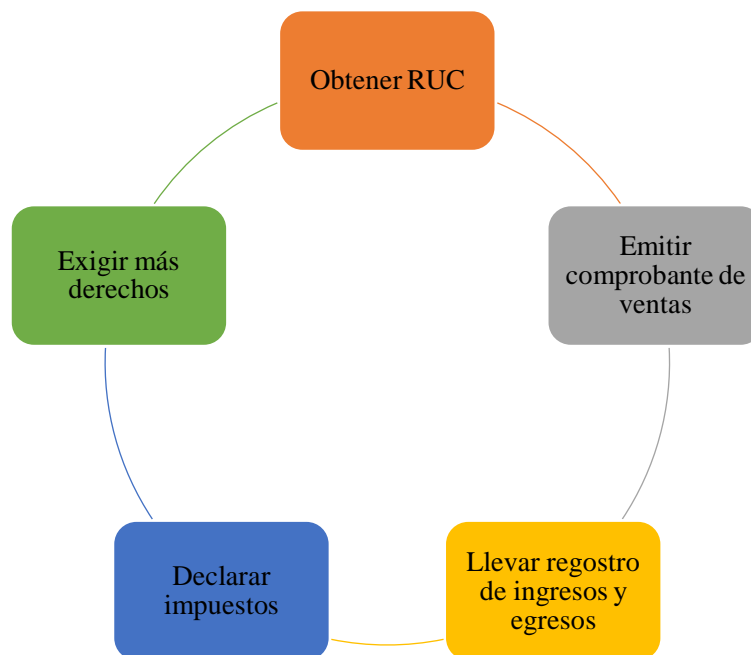 Obtener RUC
Emitir
comprobante de
ventas
Llevar regostro
de ingresos y
egresos
Declarar
impuestos
Exigir más
derechos